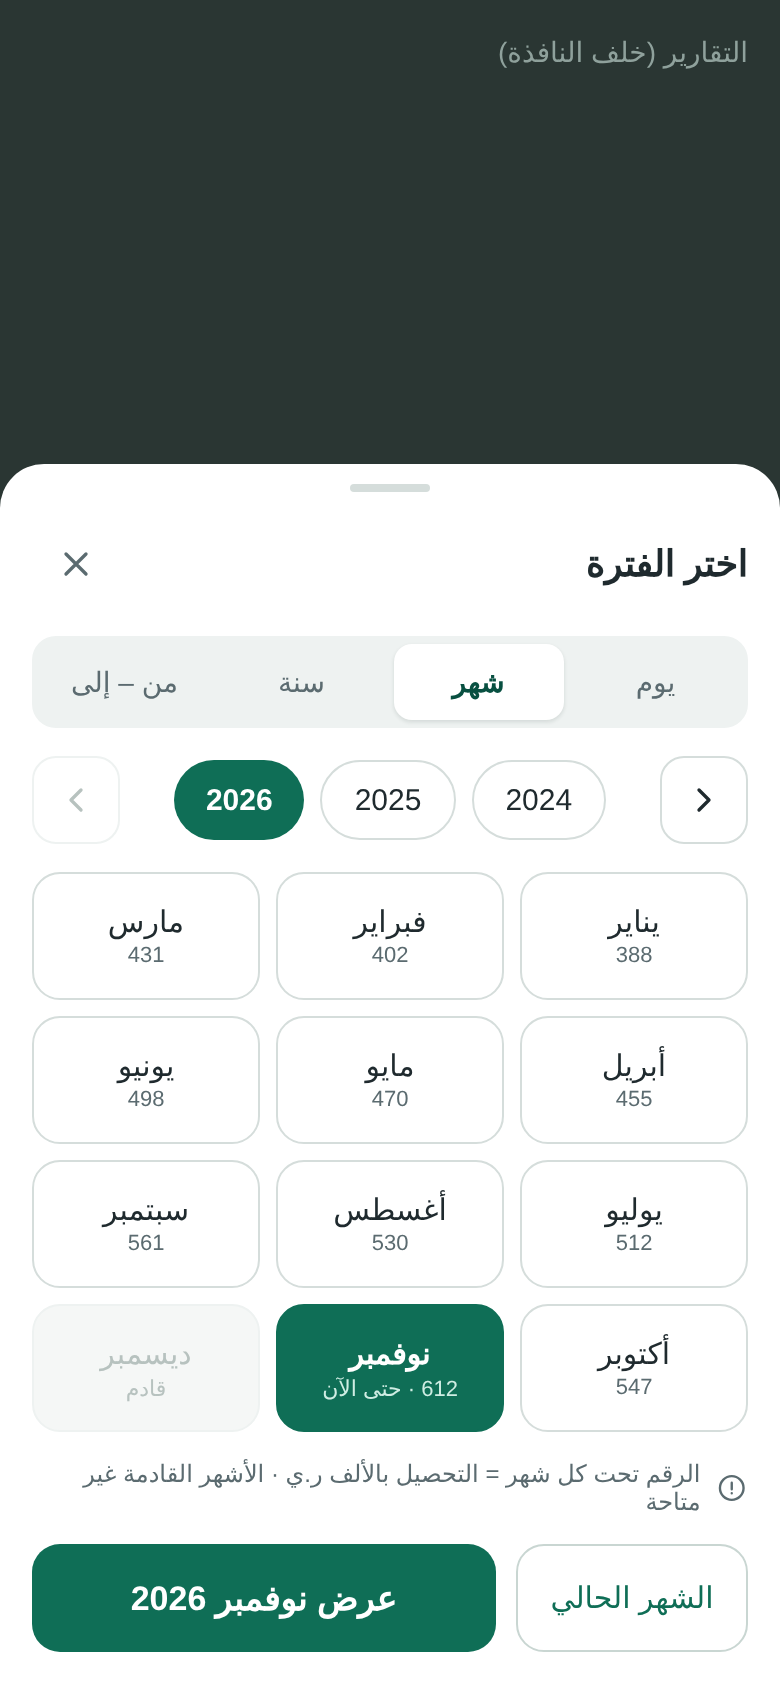 التقارير (خلف النافذة)
اختر الفترة
يوم
شهر
سنة
من – إلى
2024
2025
2026
يناير
388
فبراير
402
مارس
431
أبريل
455
مايو
470
يونيو
498
يوليو
512
أغسطس
530
سبتمبر
561
أكتوبر
547
نوفمبر
612 · حتى الآن
ديسمبر
قادم
الرقم تحت كل شهر = التحصيل بالألف ر.ي · الأشهر القادمة غير
متاحة
الشهر الحالي
عرض نوفمبر 2026